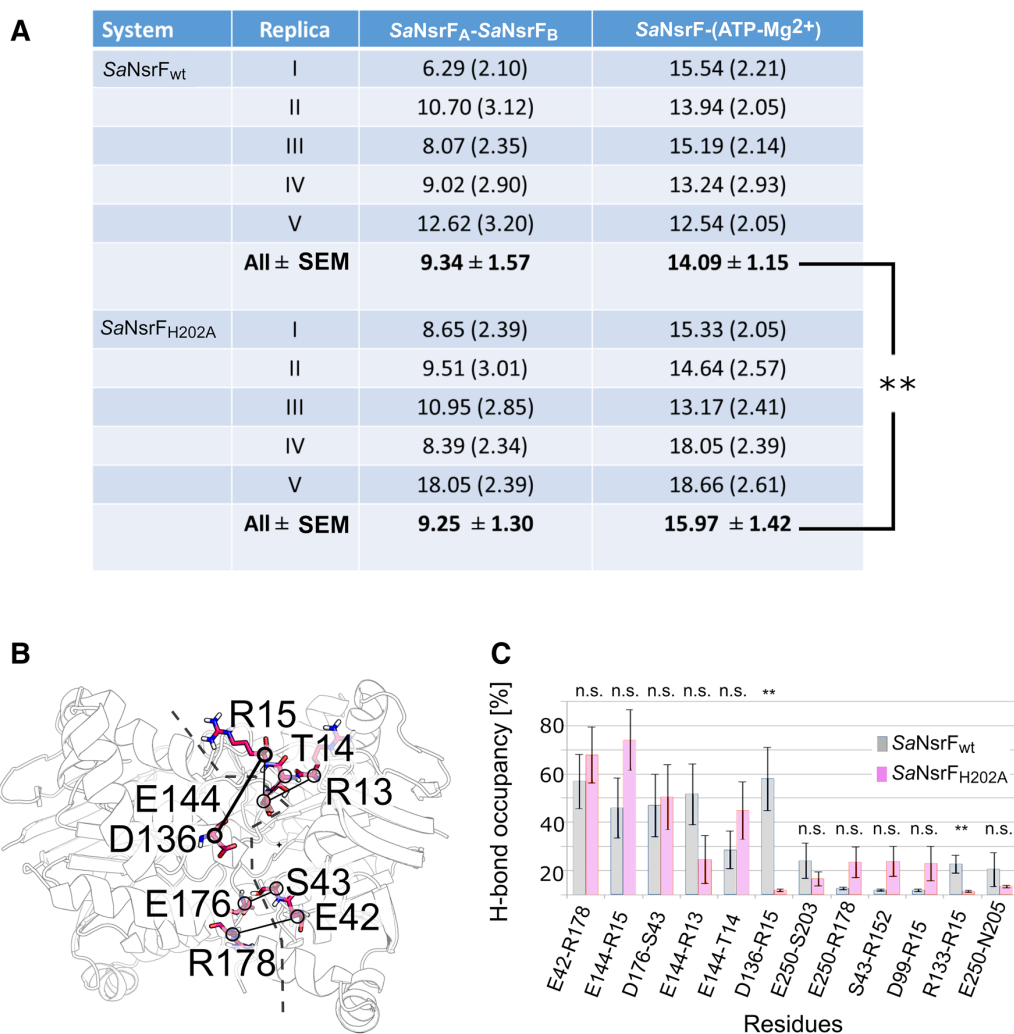 A
System Replica SaNsrFA-SaNsrFB SaNsrF-(ATP-Mg2+)
SaNsrFwt I 6.29 (2.10) 15.54 (2.21)
II 10.70 (3.12) 13.94 (2.05)
III 8.07 (2.35) 15.19 (2.14)
IV 9.02 (2.90) 13.24 (2.93)
V 12.62 (3.20) 12.54 (2.05)
All ± SEM 9.34 ± 1.57 14.09 ± 1.15
SaNsrFH202A I 8.65 (2.39) 15.33 (2.05)
II 9.51 (3.01) 14.64 (2.57)
**
III 10.95 (2.85) 13.17 (2.41)
IV 8.39 (2.34) 18.05 (2.39)
V 18.05 (2.39) 18.66 (2.61)
All ± SEM 9.25 ± 1.30 15.97 ± 1.42
B
R15
T14
E144
R13
D136
S43
E176
E42
R178
C
H-bond occupancy [%]
n.s. n.s. n.s. n.s. n.s. **
80
60
40
20
SaNsrFwt
SaNsrFH202A
n.s. n.s. n.s. n.s. ** n.s.
E42-R178
E144-R15
D176-S43
E144-R13
E144-T14
D136-R15
E250-S203
E250-R178
S43-R152
D99-R15
R133-R15
E250-N205
Residues